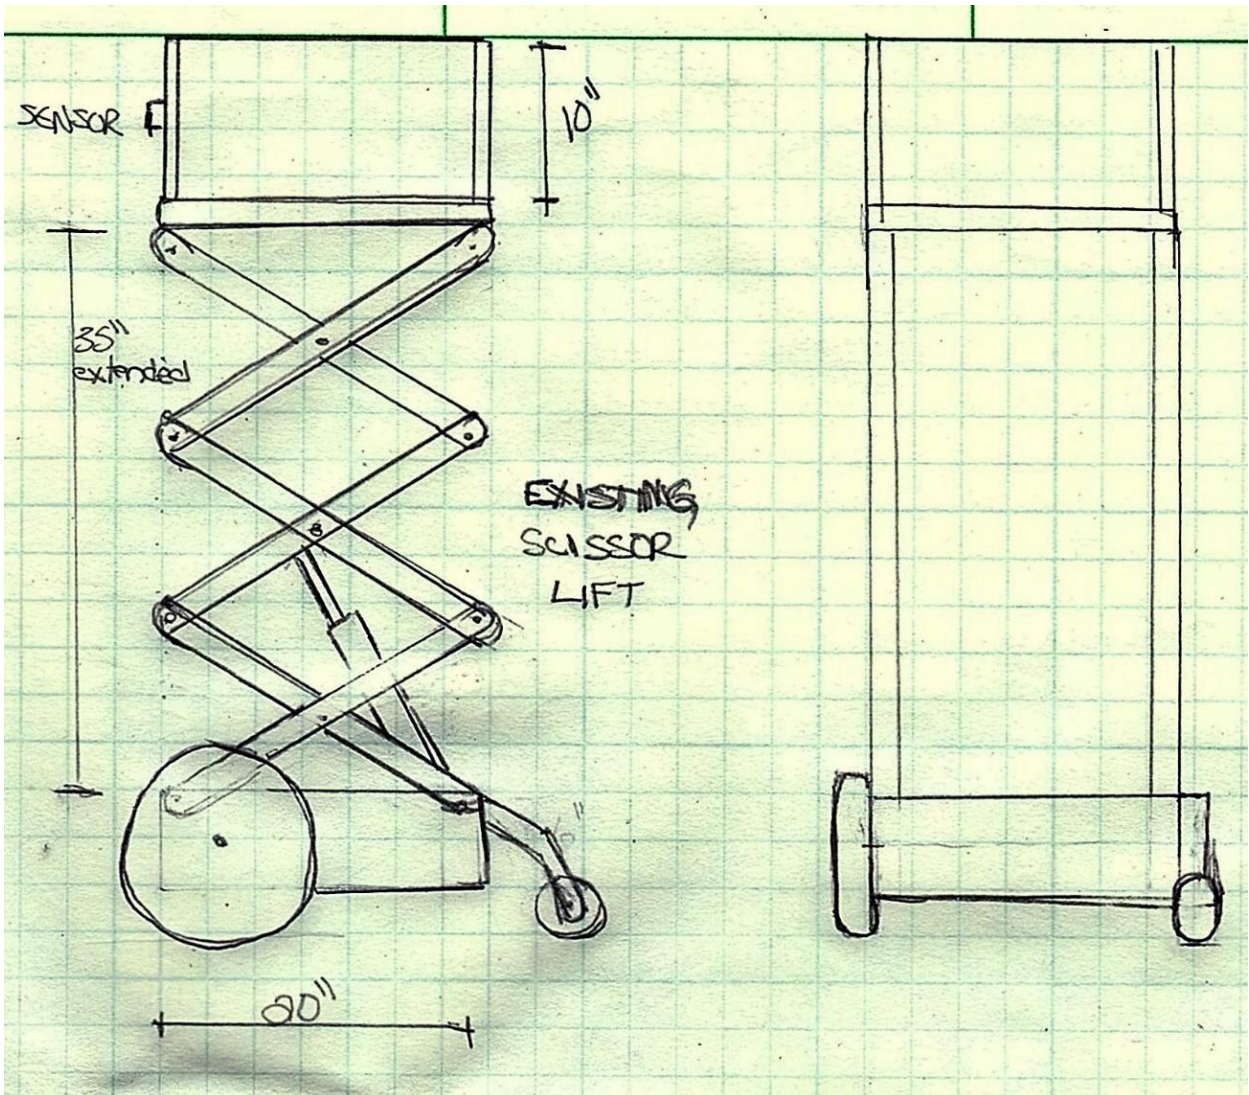 SENSOR
10"
35"
extended
EXISTING
SCISSOR
LIFT
20"